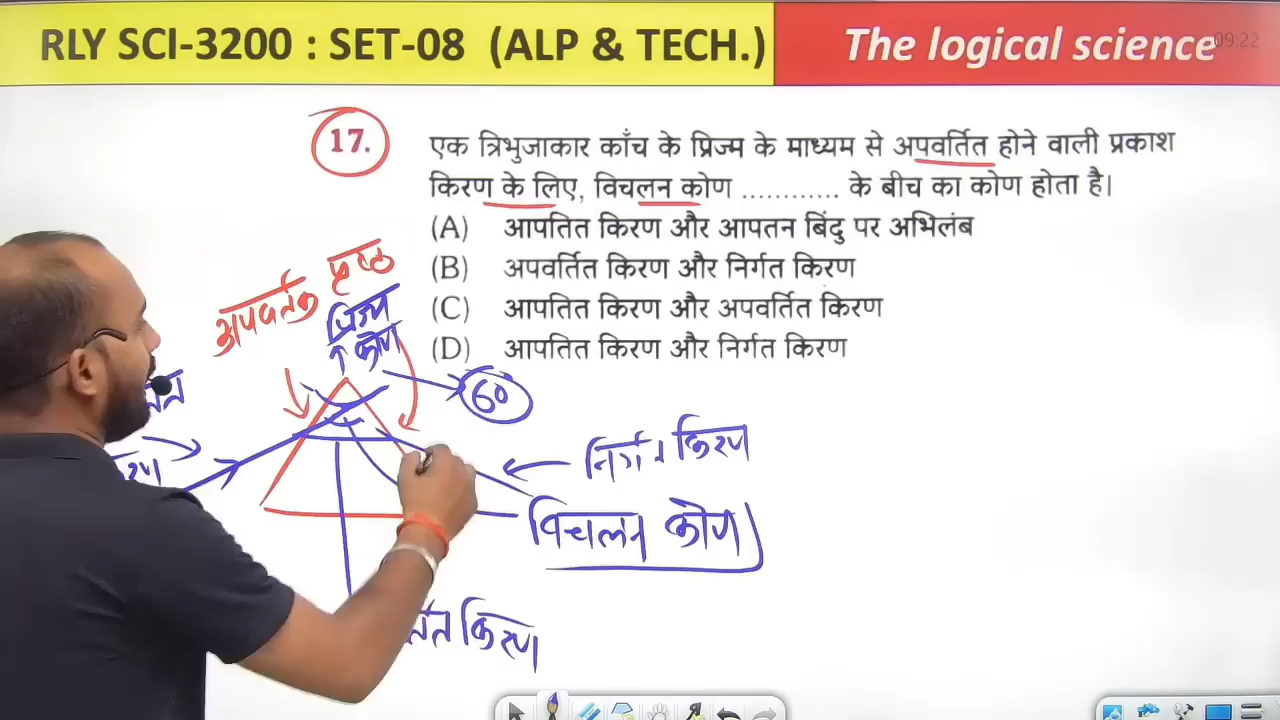 RLY SCI-3200 : SET-08 (ALP & TECH.)
The logical science
09:22
17. एक त्रिभुजाकार काँच के प्रिज्म के माध्यम से अपवर्तित होने वाली प्रकाश
किरण के लिए, विचलन कोण ............ के बीच का कोण होता है।
(A) आपतित किरण और आपतन बिंदु पर अभिलंब
(B) अपवर्तित किरण और निर्गत किरण
(C) आपतित किरण और अपवर्तित किरण
(D) आपतित किरण और निर्गत किरण
अपवर्तक पृष्ठ
प्रिज्म
कोण
60
निर्गत किरण
विचलन कोण
किरण